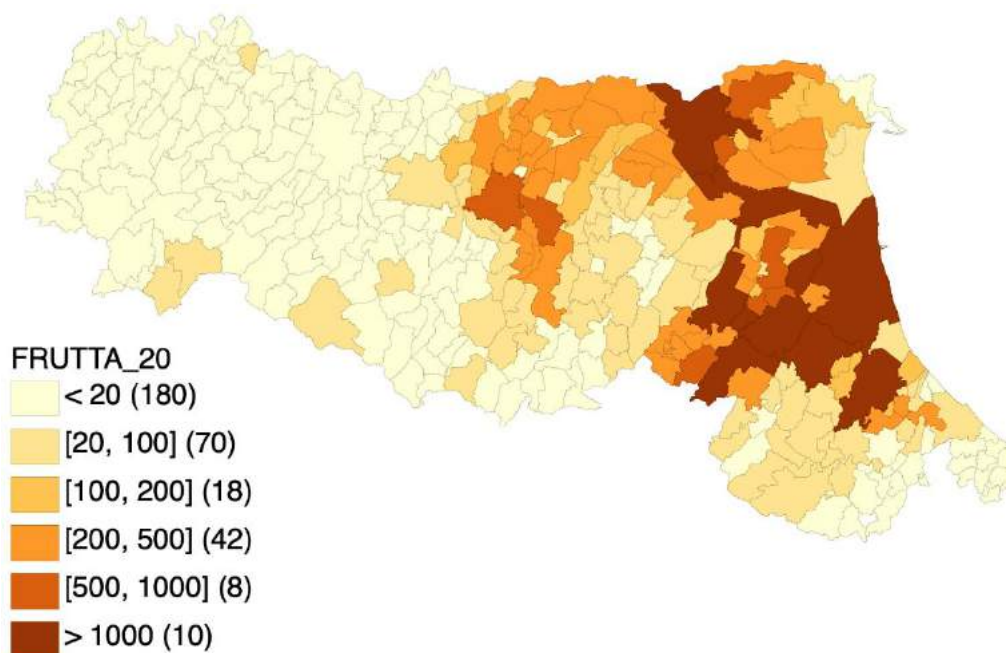 FRUTTA_20
< 20 (180)
[20, 100] (70)
[100, 200] (18)
[200, 500] (42)
[500, 1000] (8)
> 1000 (10)